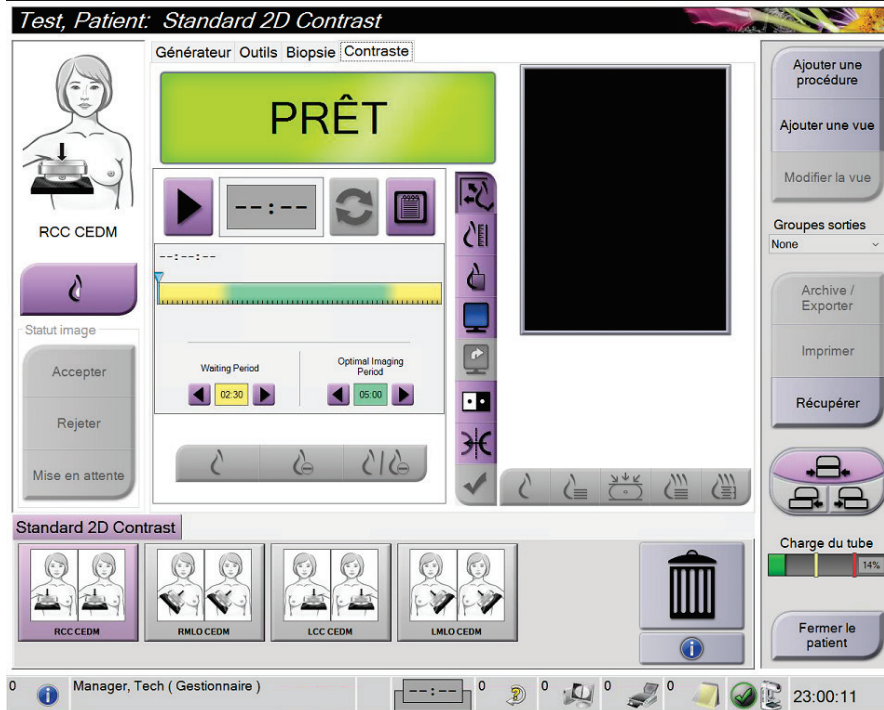 Test, Patient: Standard 2D Contrast
Générateur Outils Biopsie Contraste
PRÊT
RCC CEDM
--:--
--:--:--
Waiting Period
Optimal Imaging
Period
02:30
05:00
Statut image
Accepter
Rejeter
Mise en attente
Ajouter une
procédure
Ajouter une vue
Modifier la vue
Groupes sorties
None
Archive /
Exporter
Imprimer
Récupérer
Charge du tube
14%
Fermer le
patient
Standard 2D Contrast
RCC CEDM
RMLO CEDM
LCC CEDM
LMLO CEDM
0 Manager, Tech ( Gestionnaire ) --:-- 0 0 0 0 23:00:11